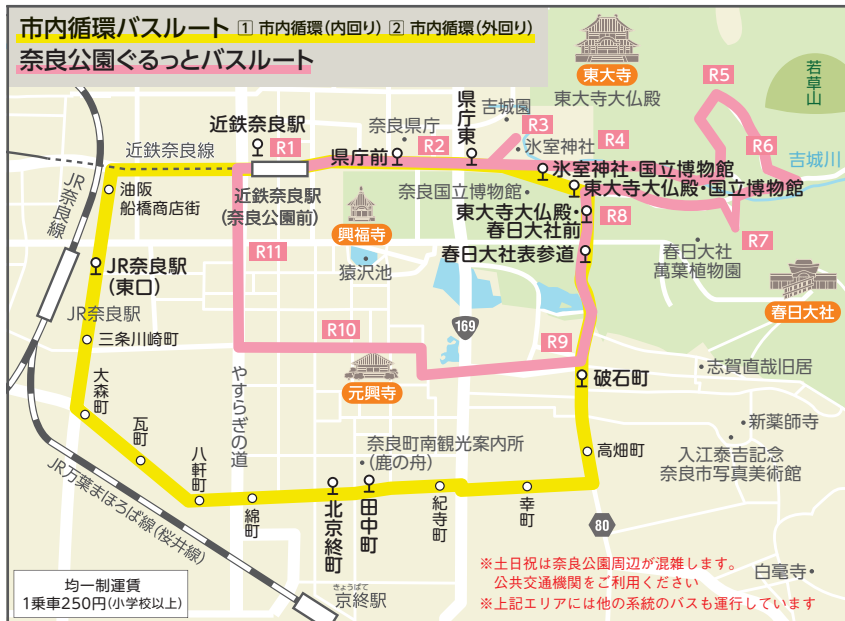 市内循環バスルート 1 市内循環(内回り) 2 市内循環(外回り)
奈良公園ぐるっとバスルート
東大寺
東大寺大仏殿
若草山
R5
R6
吉城川
近鉄奈良駅
R1
奈良県庁
県庁前
R2
県庁東
吉城園
R3
氷室神社
R4
近鉄奈良線
JR奈良線
油阪
船橋商店街
近鉄奈良駅
(奈良公園前)
氷室神社・国立博物館
奈良国立博物館
東大寺大仏殿・国立博物館
東大寺大仏殿・
春日大社前
R8
R7
春日大社
萬葉植物園
春日大社表参道
春日大社
興福寺
猿沢池
R11
JR奈良駅
(東口)
JR奈良駅
三条川崎町
169
R10
R9
元興寺
破石町
志賀直哉旧居
新薬師寺
入江泰吉記念
奈良市写真美術館
高畑町
大森町
瓦町
八軒町
やすらぎの道
奈良町南観光案内所
(鹿の舟)
綿町
北京終町
田中町
紀寺町
幸町
80
JR万葉まほろば線(桜井線)
きょうばて
京終駅
白毫寺
均一制運賃
1乗車250円(小学校以上)
※土日祝は奈良公園周辺が混雑します。
公共交通機関をご利用ください
※上記エリアには他の系統のバスも運行しています